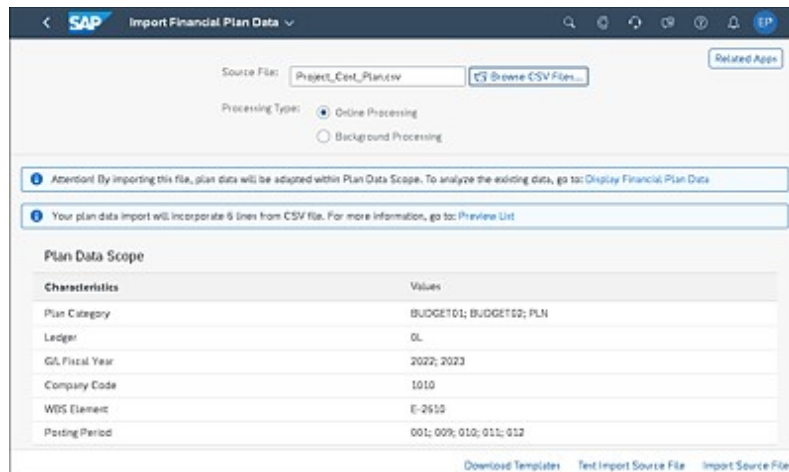 SAP Import Financial Plan Data EP
Related Apps
Source File: Project_Cost_Plan.csv Browse CSV Files...
Processing Type: Online Processing
Background Processing
Attention! By importing this file, plan data will be adapted within Plan Data Scope. To analyze the existing data, go to: Display Financial Plan Data
Your plan data import will incorporate 6 lines from CSV file. For more information, go to: Preview List
Plan Data Scope
Characteristics Values
Plan Category BUDGET01; BUDGET02; PLN
Ledger 0L
G/L Fiscal Year 2022; 2023
Company Code 1010
WBS Element E-2610
Posting Period 001; 009; 010; 011; 012
Download Templates Test Import Source File Import Source File